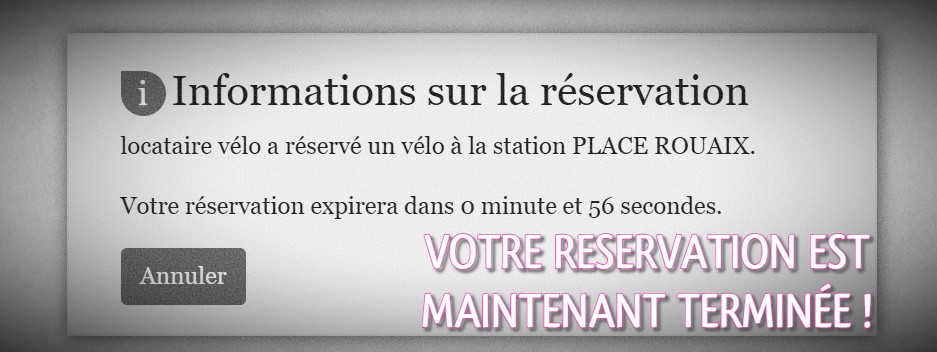 i Informations sur la réservation
locataire vélo a réservé un vélo à la station PLACE ROUAIX.
Votre réservation expirera dans 0 minute et 56 secondes.
Annuler
VOTRE RESERVATION EST
MAINTENANT TERMINÉE !